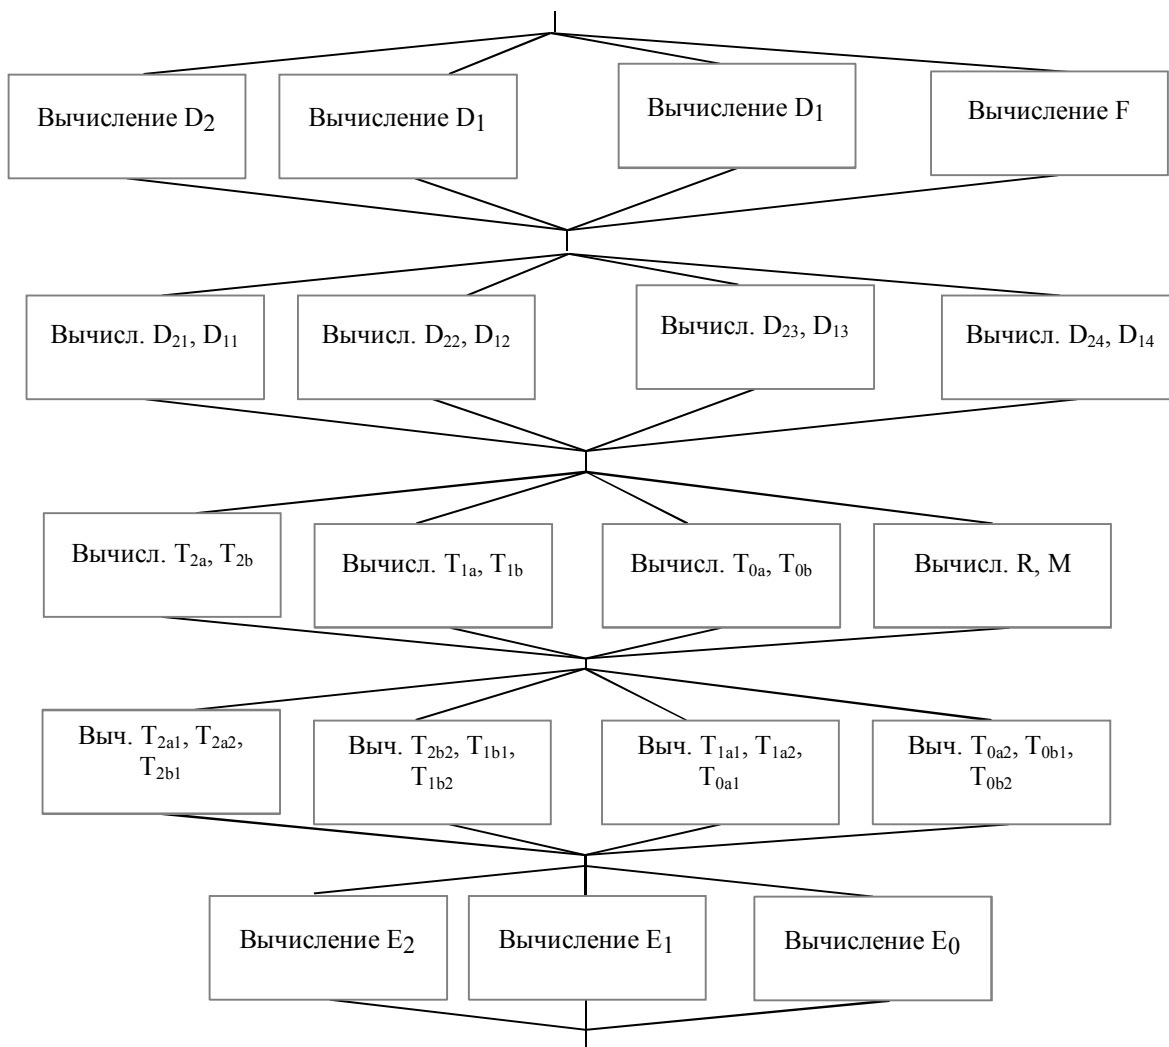 Вычисление D2
Вычисление D1
Вычисление D1
Вычисление F
Вычисл. D21, D11
Вычисл. D22, D12
Вычисл. D23, D13
Вычисл. D24, D14
Вычисл. T2a, T2b
Вычисл. T1a, T1b
Вычисл. T0a, T0b
Вычисл. R, M
Выч. T2a1, T2a2,
T2b1
Выч. T2b2, T1b1,
T1b2
Выч. T1a1, T1a2,
T0a1
Выч. T0a2, T0b1,
T0b2
Вычисление E2
Вычисление E1
Вычисление E0